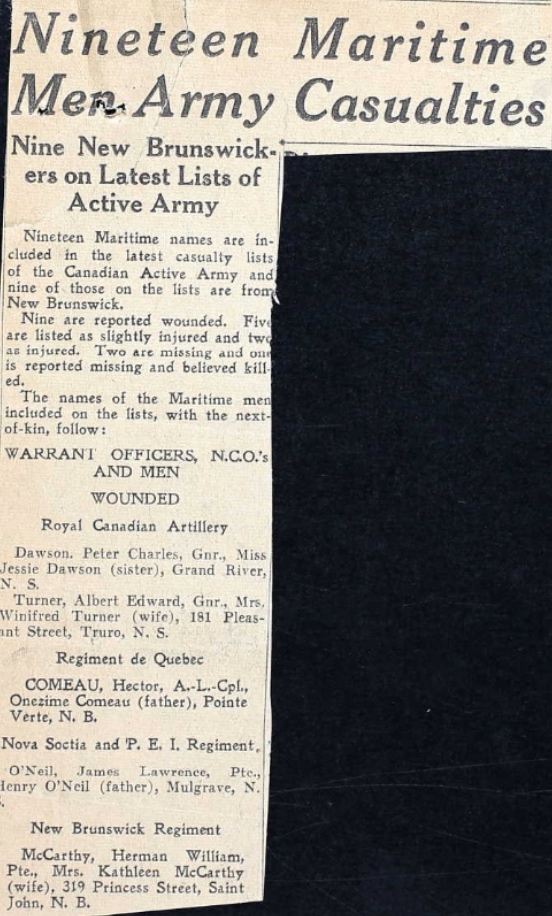 Nineteen Maritime
Men Army Casualties
Nine New Brunswick-
ers on Latest Lists of
Active Army
Nineteen Maritime names are in-
cluded in the latest casualty lists
of the Canadian Active Army and
nine of those on the lists are from
New Brunswick.
Nine are reported wounded. Five
are listed as slightly injured and two
as injured. Two are missing and one
is reported missing and believed kill-
ed.
The names of the Maritime men
included on the lists, with the next-
of-kin, follow:
WARRANT OFFICERS, N.C.O.'s
AND MEN
WOUNDED
Royal Canadian Artillery
Dawson. Peter Charles, Gnr., Miss
Jessie Dawson (sister), Grand River,
N. S.
Turner, Albert Edward, Gnr., Mrs.
Winifred Turner (wife), 181 Pleas-
ant Street, Truro, N. S.
Regiment de Quebec
COMEAU, Hector, A.-L.-Cpl.,
Onezime Comeau (father), Pointe
Verte, N. B.
Nova Soctia and P. E. I. Regiment,
O'Neil, James Lawrence, Ptc.,
Henry O'Neil (father), Mulgrave, N.
S.
New Brunswick Regiment
McCarthy, Herman William,
Pte., Mrs. Kathleen McCarthy
(wife), 319 Princess Street, Saint
John, N. B.